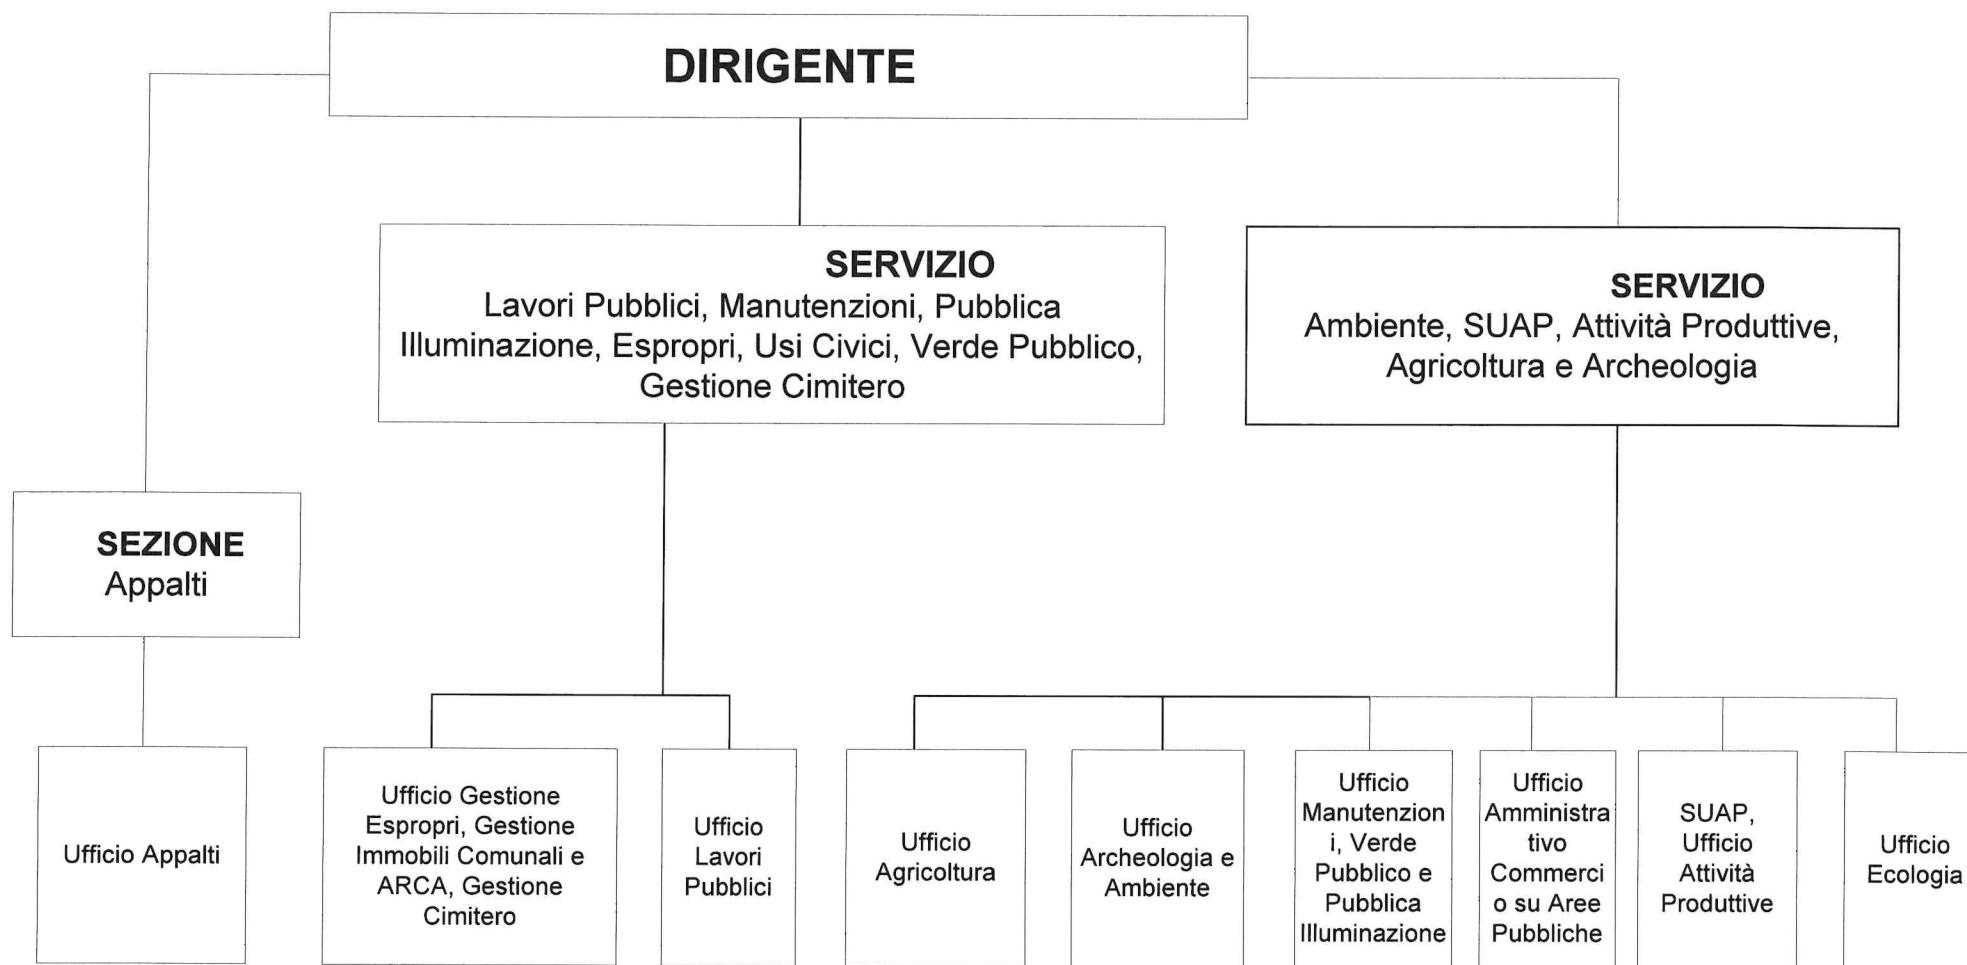 DIRIGENTE
SERVIZIO
Lavori Pubblici, Manutenzioni, Pubblica
Illuminazione, Espropri, Usi Civici, Verde Pubblico,
Gestione Cimitero
SERVIZIO
Ambiente, SUAP, Attività Produttive,
Agricoltura e Archeologia
SEZIONE
Appalti
Ufficio Appalti
Ufficio Gestione
Espropri, Gestione
Immobili Comunali e
ARCA, Gestione
Cimitero
Ufficio
Lavori
Pubblici
Ufficio
Agricoltura
Ufficio
Archeologia e
Ambiente
Ufficio
Manutenzion
i, Verde
Pubblico e
Pubblica
Illuminazione
Ufficio
Amministra
tivo
Commerci
o su Aree
Pubbliche
SUAP,
Ufficio
Attività
Produttive
Ufficio
Ecologia